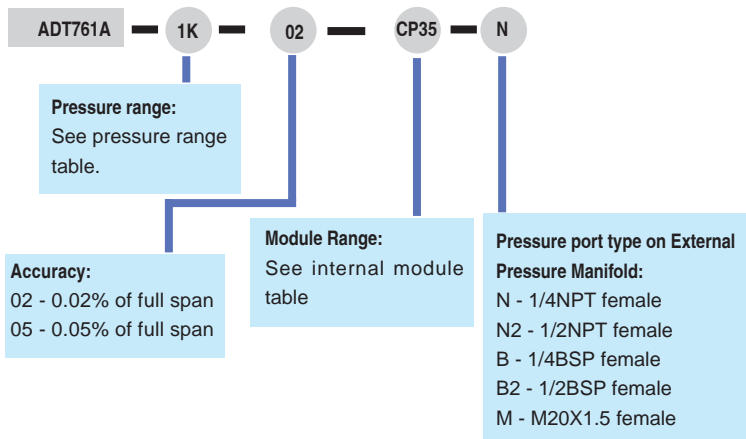 ADT761A 1K 02 CP35 N
Pressure range:
See pressure range
table.
Accuracy:
02 - 0.02% of full span
05 - 0.05% of full span
Module Range:
See internal module
table
Pressure port type on External
Pressure Manifold:
N - 1/4NPT female
N2 - 1/2NPT female
B - 1/4BSP female
B2 - 1/2BSP female
M - M20X1.5 female